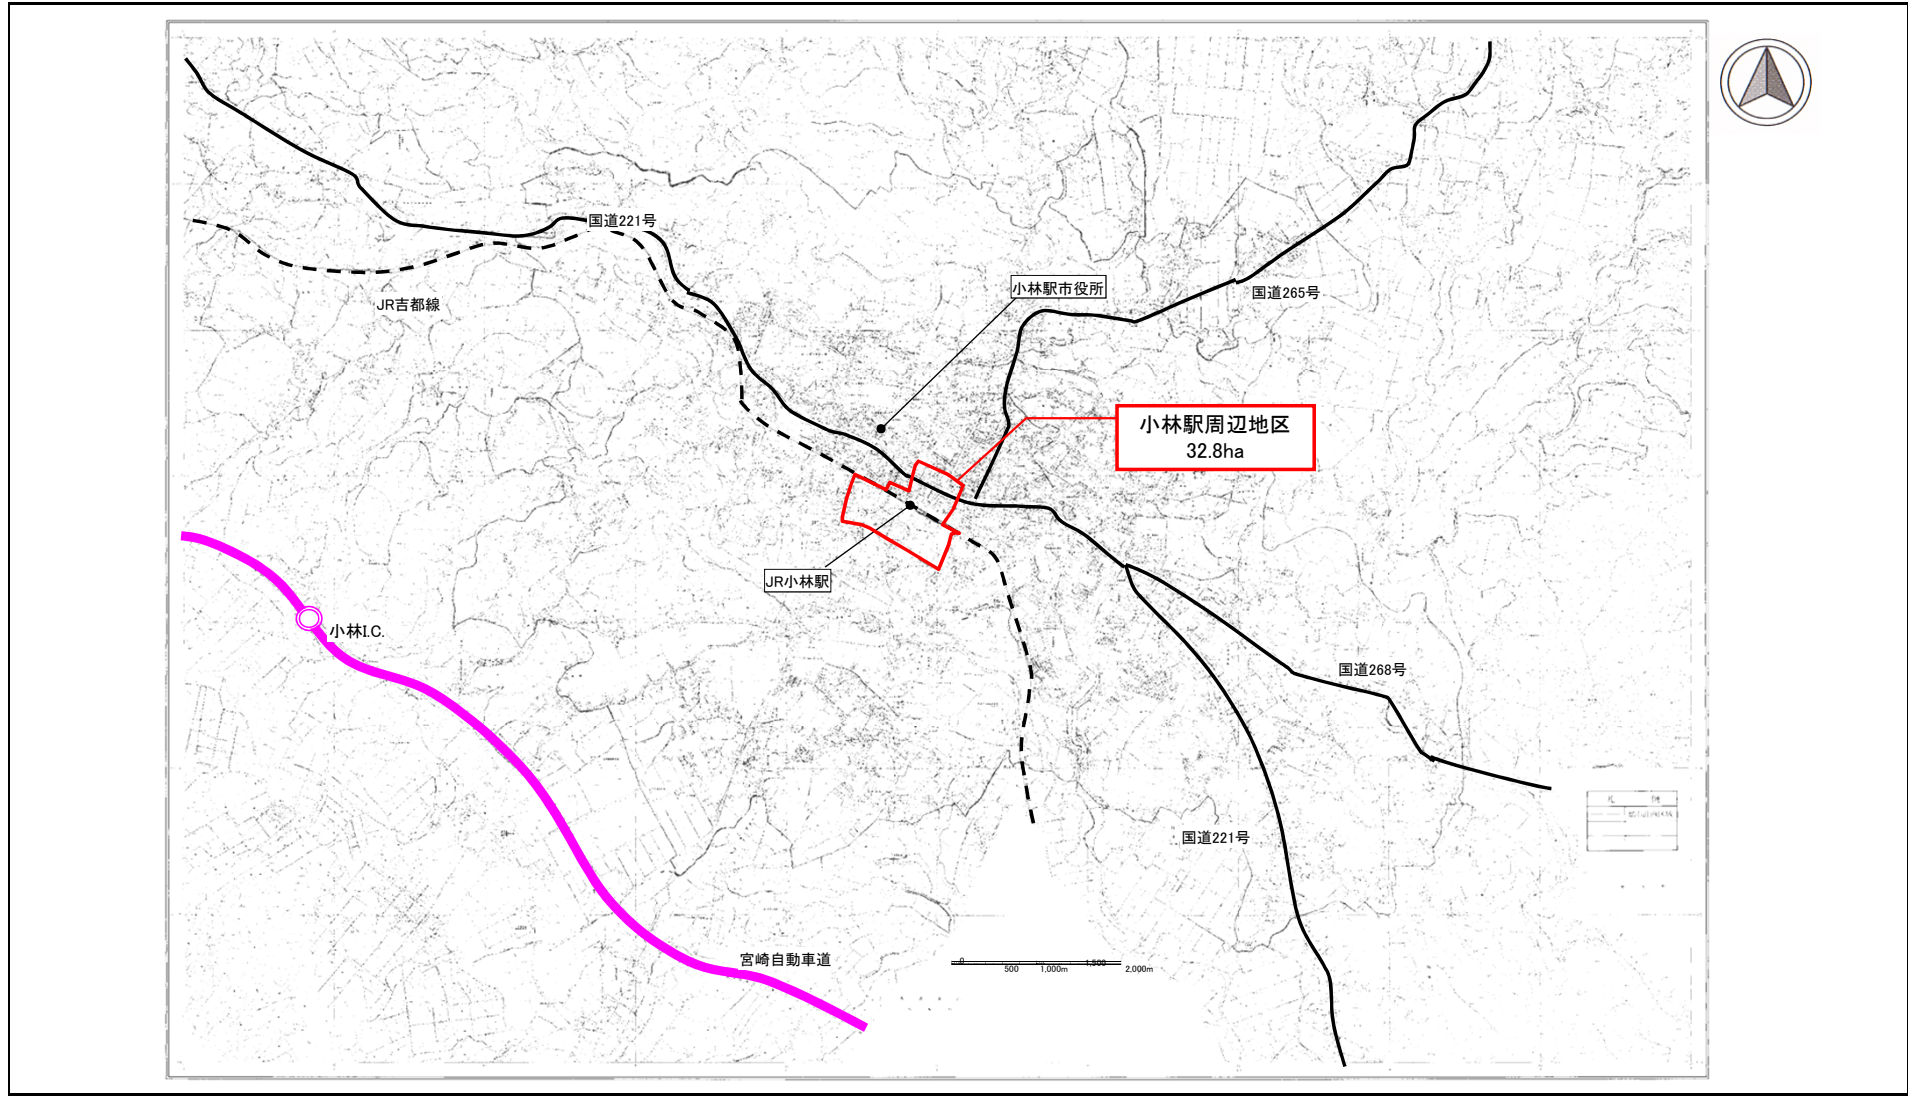 国道221号
小林駅市役所
国道265号
JR吉都線
小林駅周辺地区
32.8ha
JR小林駅
小林I.C.
国道268号
凡 例
国道221号
宮崎自動車道
0
500
1,000m
1,500
2,000m